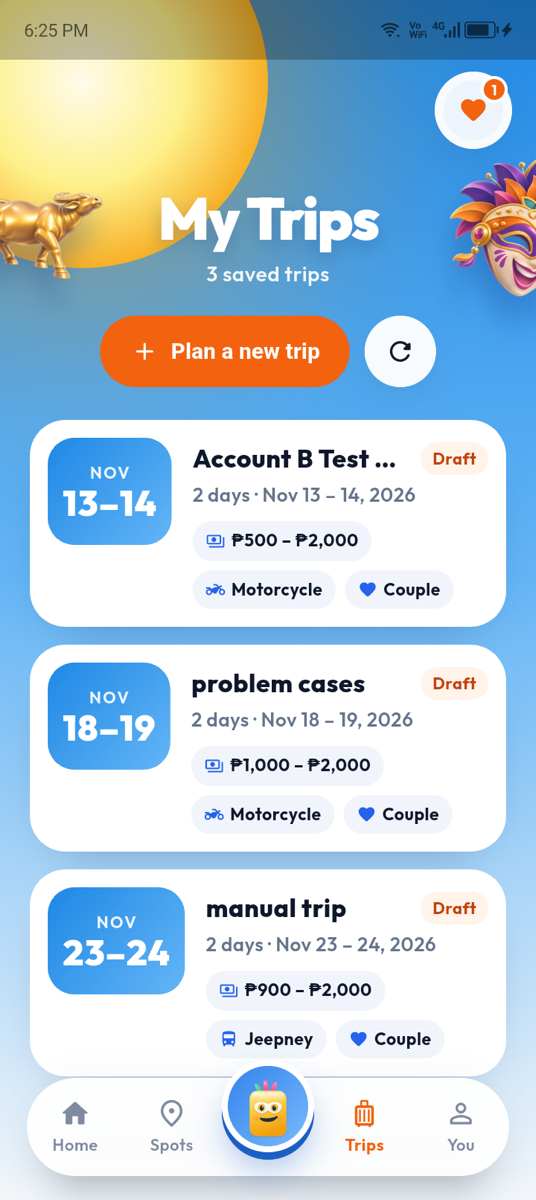 6:25 PM
Vo WiFi 4G
1
My Trips
3 saved trips
+ Plan a new trip
NOV
13–14
Account B Test ...
Draft
2 days · Nov 13 – 14, 2026
₱500 – ₱2,000
Motorcycle
Couple
NOV
18–19
problem cases
Draft
2 days · Nov 18 – 19, 2026
₱1,000 – ₱2,000
Motorcycle
Couple
NOV
23–24
manual trip
Draft
2 days · Nov 23 – 24, 2026
₱900 – ₱2,000
Jeepney
Couple
Home
Spots
Trips
You